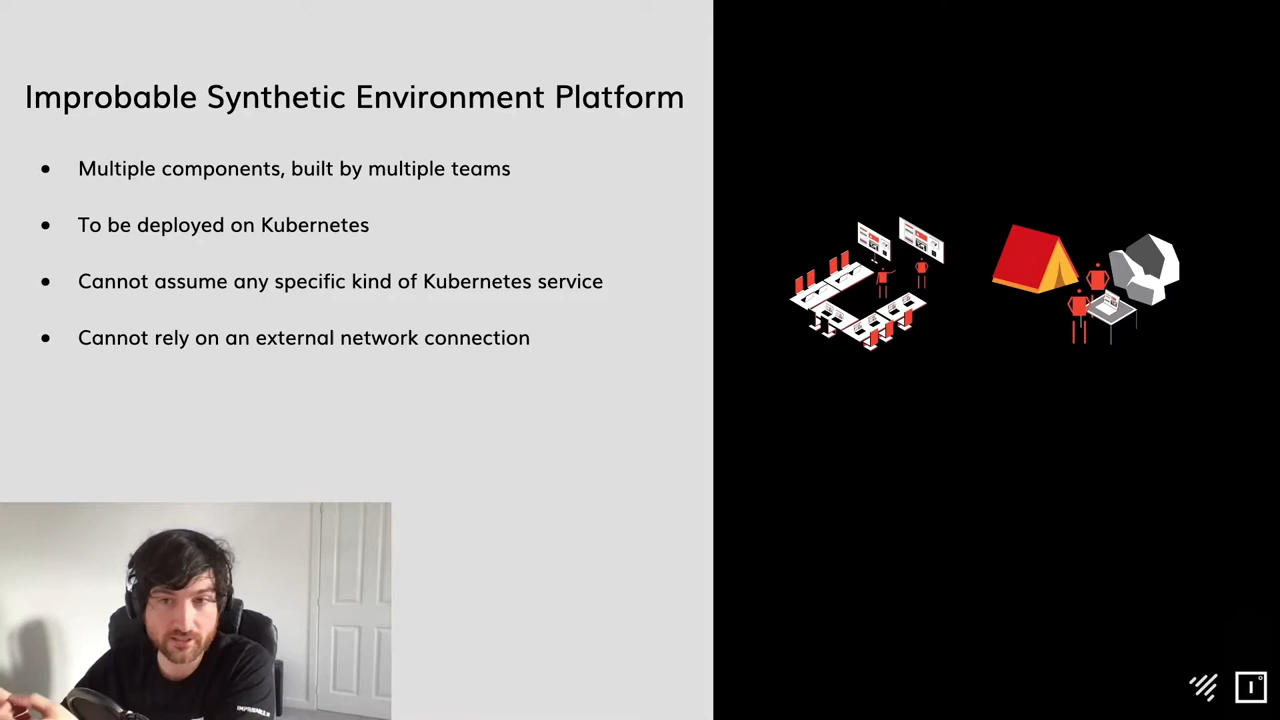 Improbable Synthetic Environment Platform
Multiple components, built by multiple teams
To be deployed on Kubernetes
Cannot assume any specific kind of Kubernetes service
Cannot rely on an external network connection
IMPROBABLE